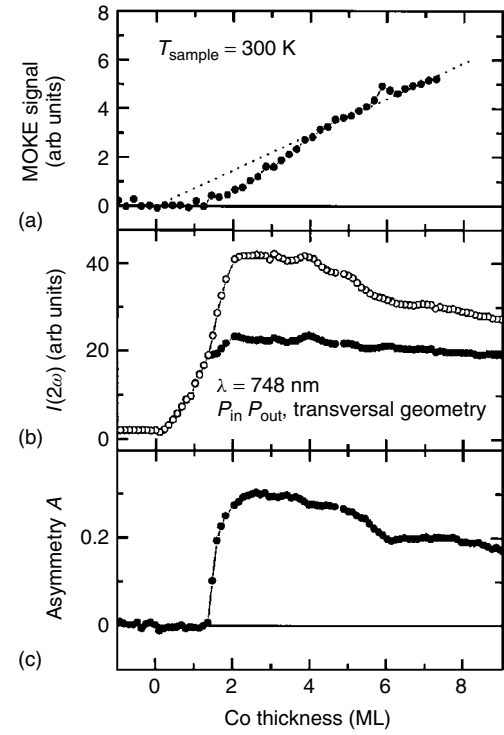 8
T_sample = 300 K
6
4
2
0
MOKE signal
(arb units)
(a)
40
20
0
I(2ω) (arb units)
λ = 748 nm
P_in P_out, transversal geometry
(b)
0.2
0
Asymmetry A
(c)
0 2 4 6 8
Co thickness (ML)